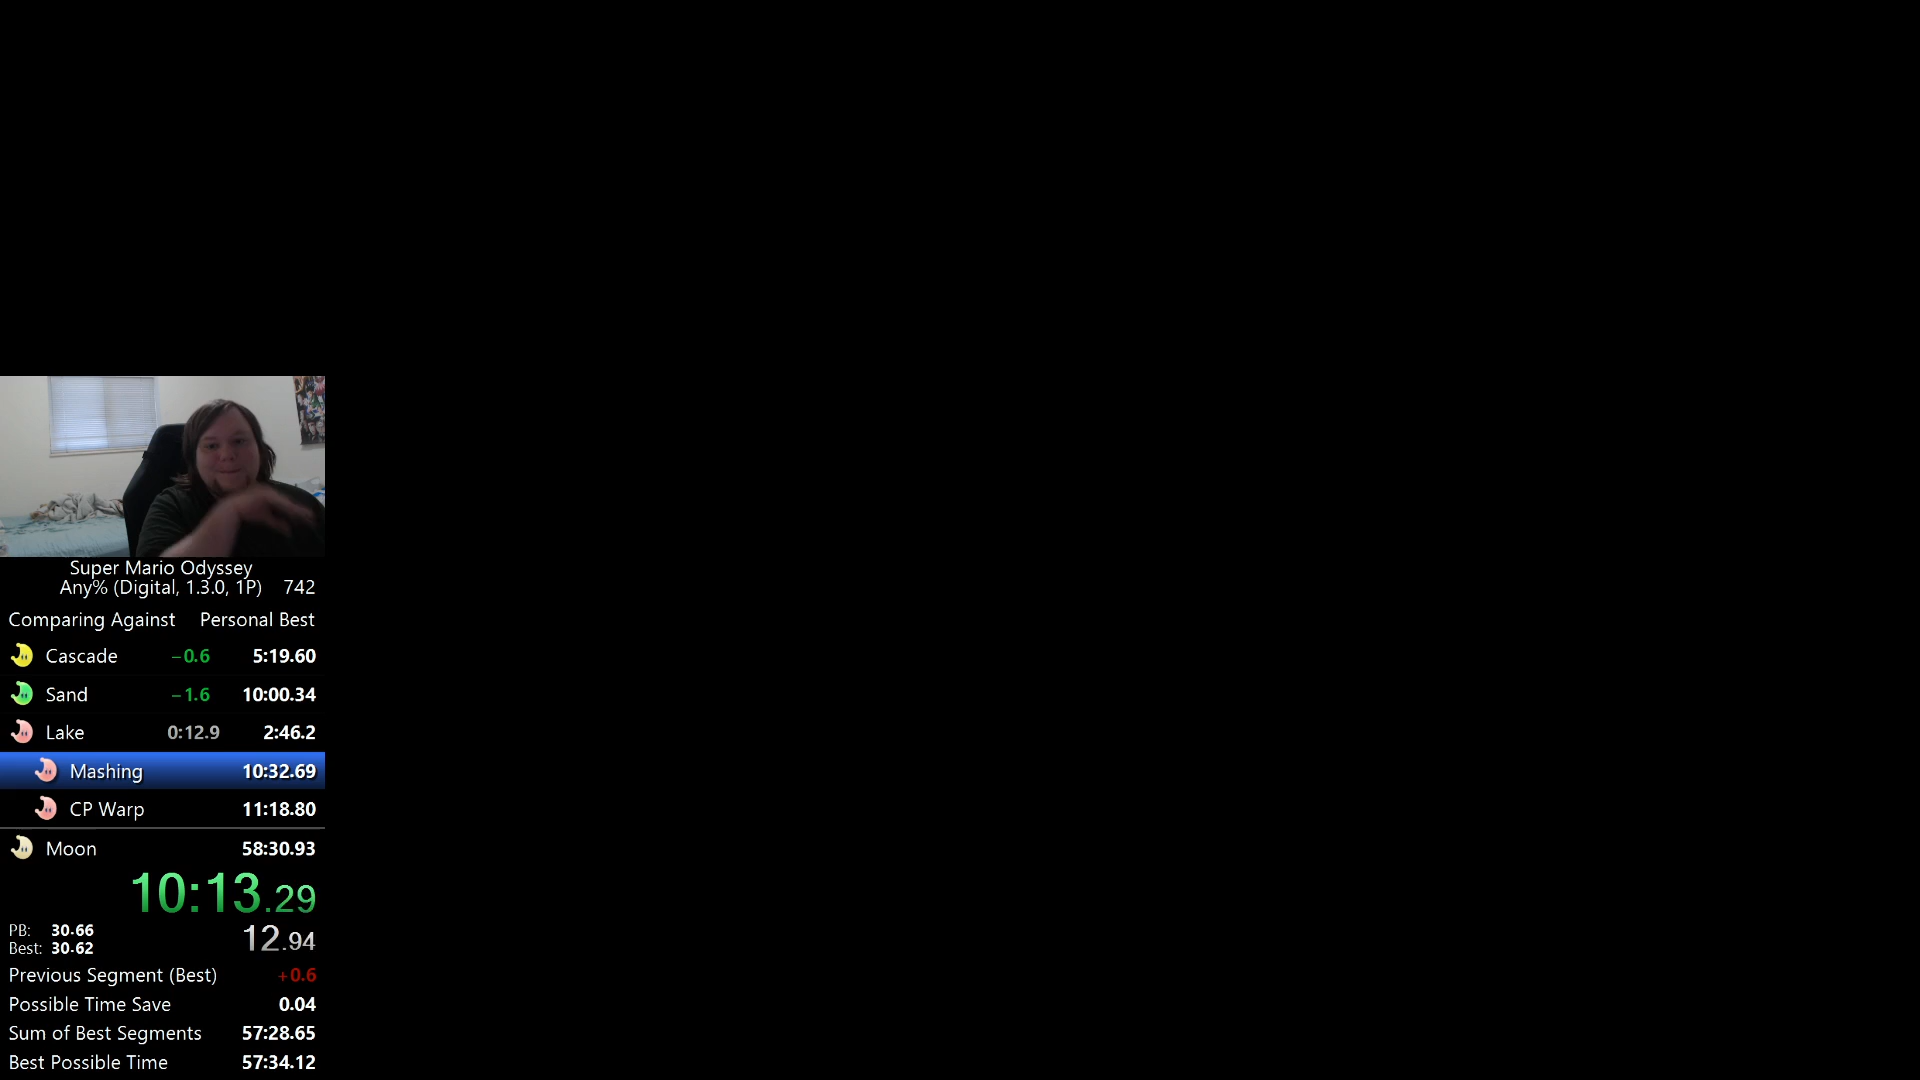 Super Mario Odyssey
Any% (Digital, 1.3.0, 1P) 742
Comparing Against Personal Best
Cascade −0.6 5:19.60
Sand −1.6 10:00.34
Lake 0:12.9 2:46.2
Mashing 10:32.69
CP Warp 11:18.80
Moon 58:30.93
10:13.29
PB: 30.66
Best: 30.62
12.94
Previous Segment (Best) +0.6
Possible Time Save 0.04
Sum of Best Segments 57:28.65
Best Possible Time 57:34.12